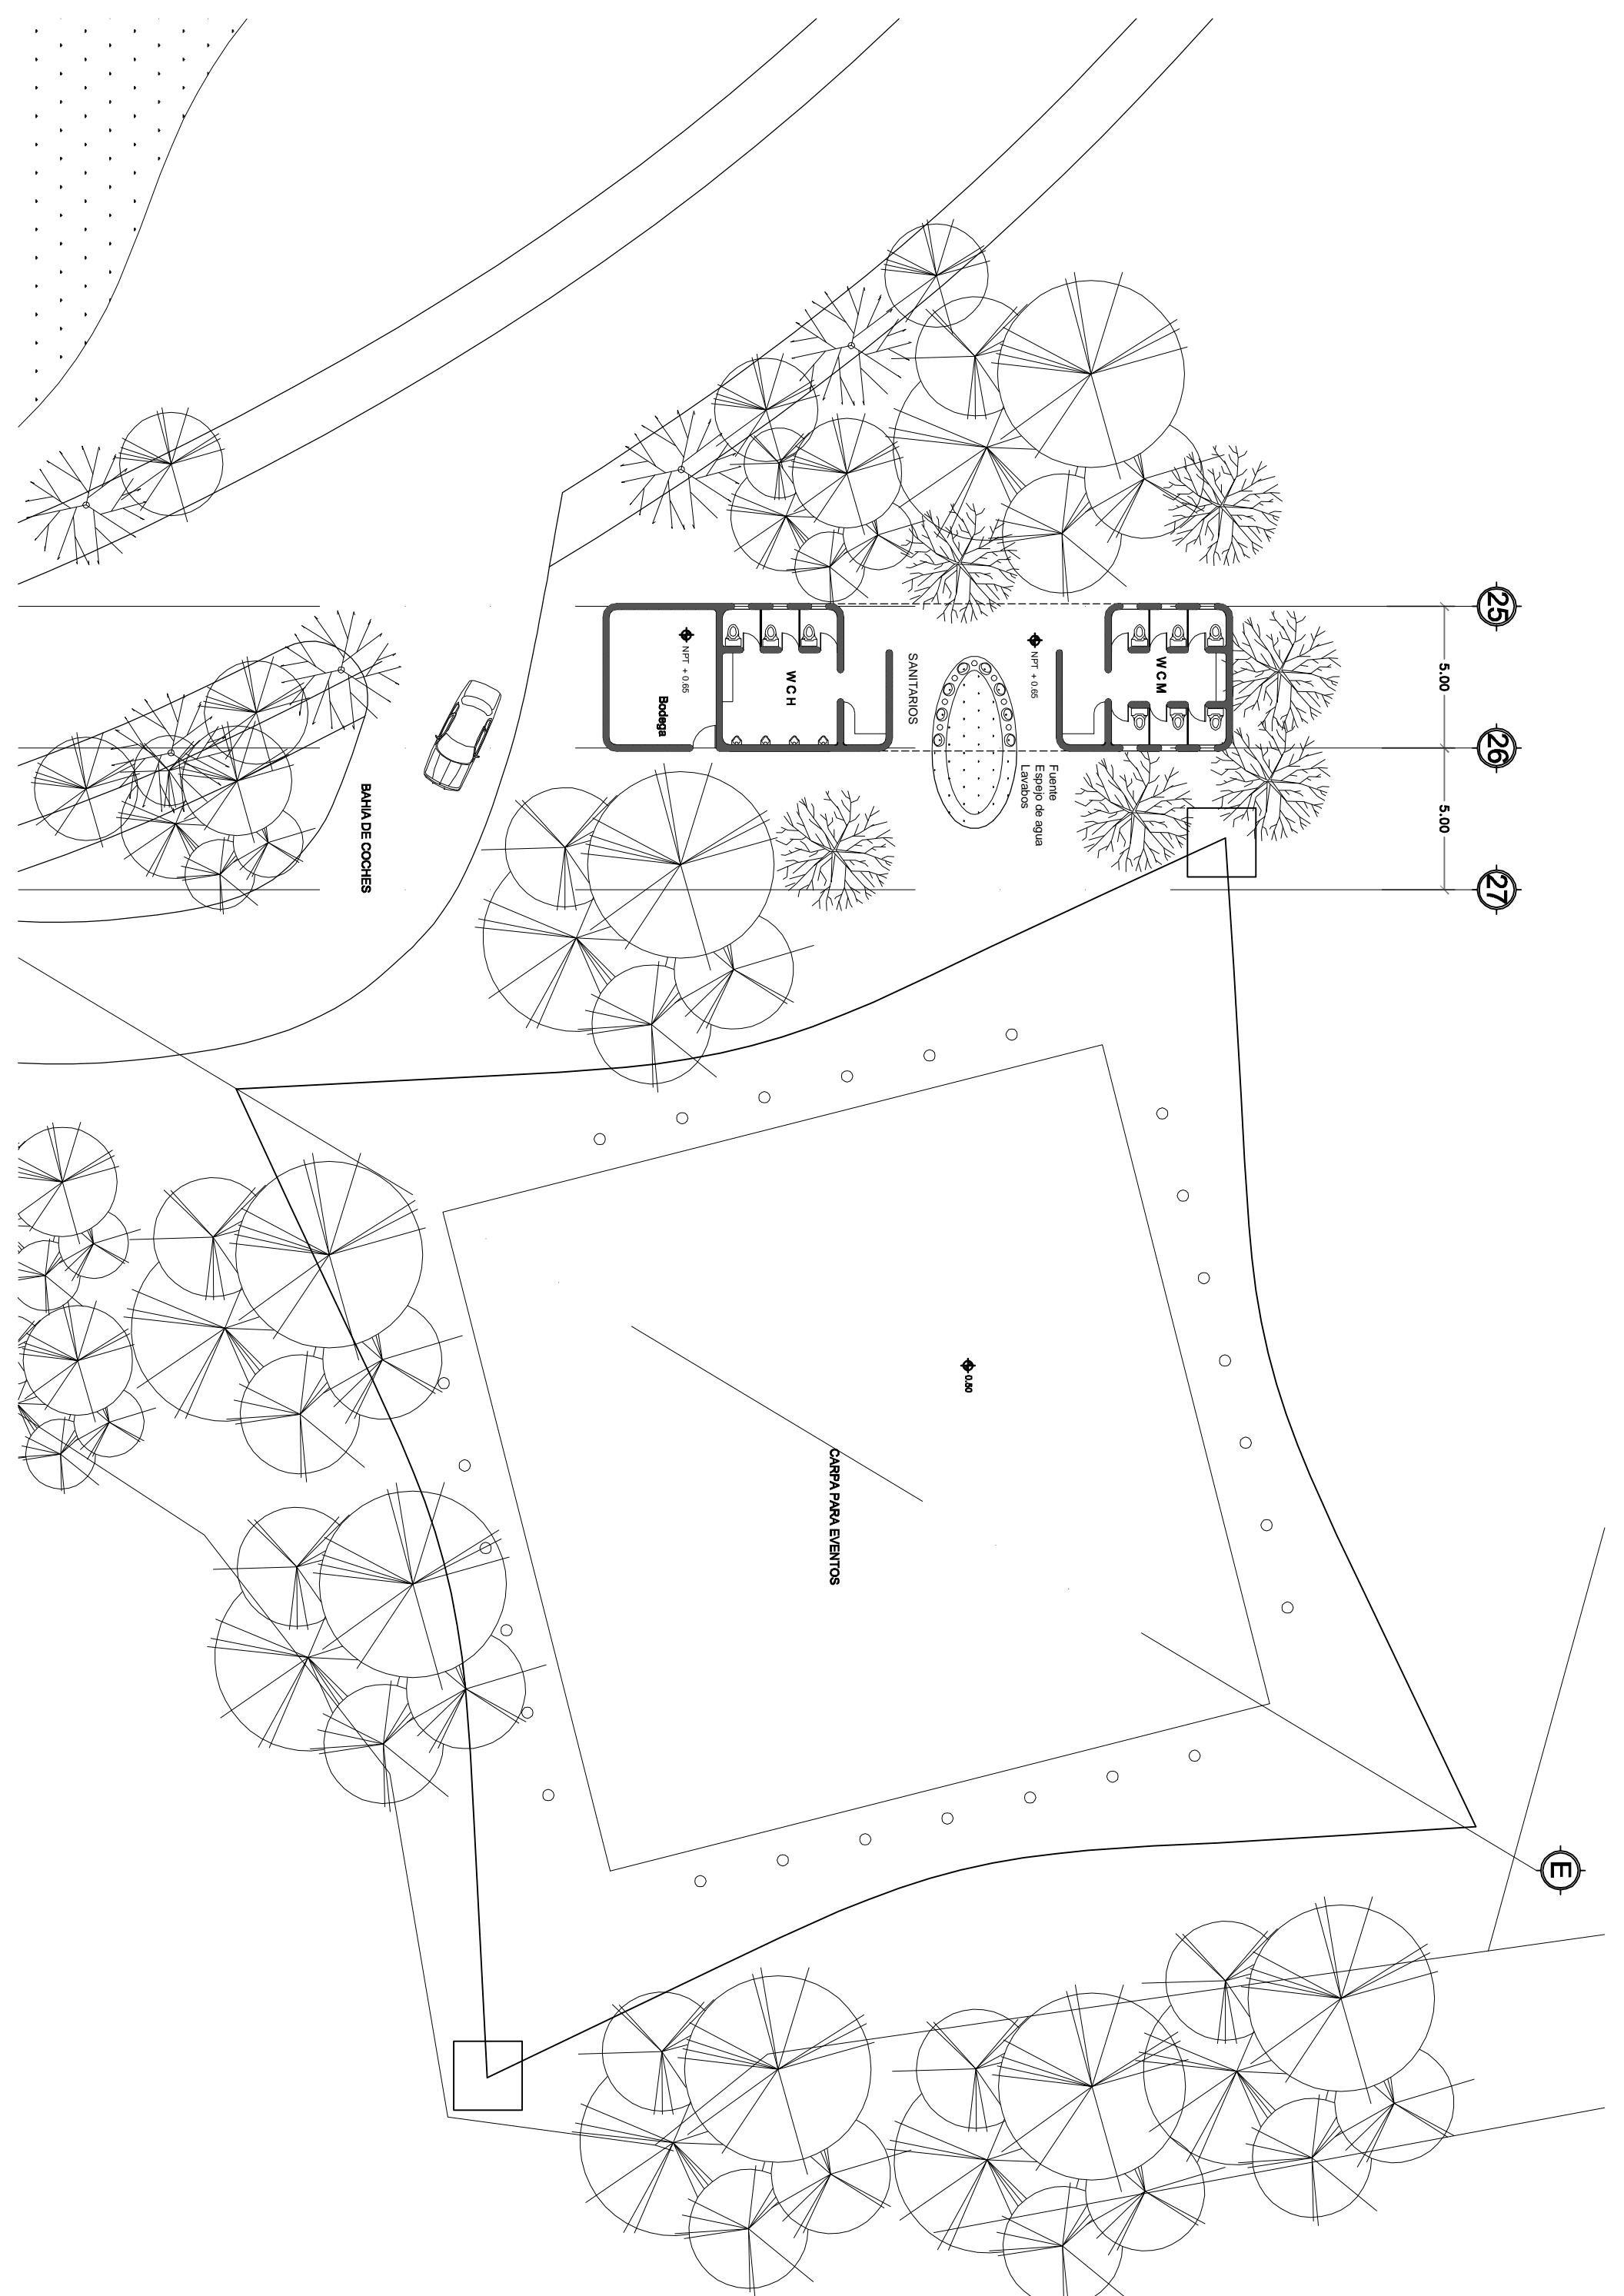 25
5.00
26
5.00
27
NPT + 0.65
Bodega
WCH
SANITARIOS
NPT + 0.65
WCM
Fuente
Espejo de agua
Lavabos
BAHIA DE COCHES
0.50
CARPA PARA EVENTOS
E